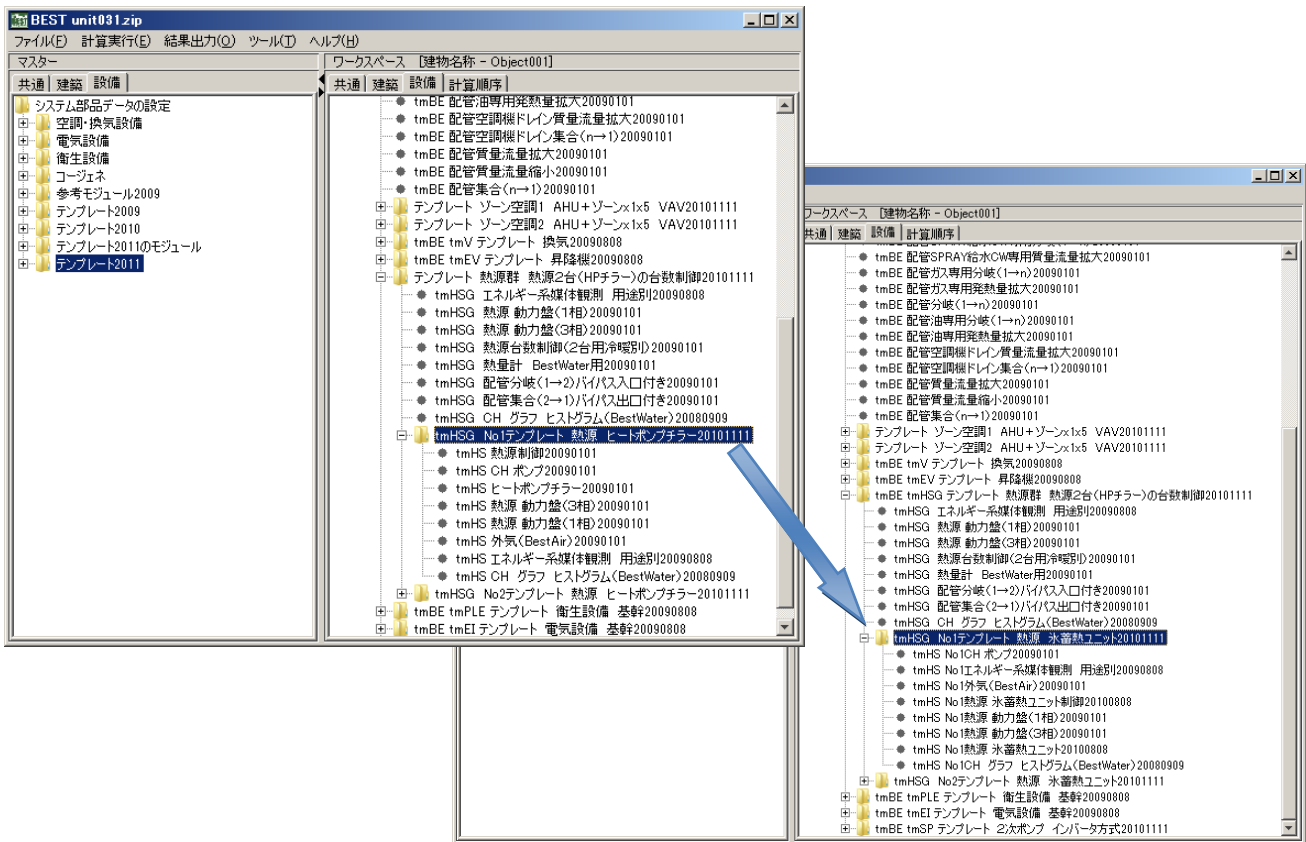 BEST unit031.zip
ファイル(F) 計算実行(E) 結果出力(O) ツール(T) ヘルプ(H)
マスター
共通 建築 設備
システム部品データの設定
空調・換気設備
電気設備
衛生設備
コージェネ
参考モジュール2009
テンプレート2009
テンプレート2010
テンプレート2011のモジュール
テンプレート2011
ワークスペース [建物名称 - Object001]
共通 建築 設備 計算順序
tmBE 配管油専用発熱量拡大20090101
tmBE 配管空調機ドレイン質量流量拡大20090101
tmBE 配管空調機ドレイン集合(n→1)20090101
tmBE 配管質量流量拡大20090101
tmBE 配管質量流量縮小20090101
tmBE 配管集合(n→1)20090101
テンプレート ゾーン空調1 AHU+ゾーンx1x5 VAV20101111
テンプレート ゾーン空調2 AHU+ゾーンx1x5 VAV20101111
tmBE tmV テンプレート 換気20090808
tmBE tmEV テンプレート 昇降機20090808
テンプレート 熱源群 熱源2台(HPチラー)の台数制御20101111
tmHSG エネルギー系媒体観測 用途別20090808
tmHSG 熱源 動力盤(1相)20090101
tmHSG 熱源 動力盤(3相)20090101
tmHSG 熱源台数制御(2台用冷暖別)20090101
tmHSG 熱量計 BestWater用20090101
tmHSG 配管分岐(1→2)バイパス入口付き20090101
tmHSG 配管集合(2→1)バイパス出口付き20090101
tmHSG CH グラフ ヒストグラム(BestWater)20080909
tmHSG No1テンプレート 熱源 ヒートポンプチラー20101111
tmHS 熱源制御20090101
tmHS CH ポンプ20090101
tmHS ヒートポンプチラー20090101
tmHS 熱源 動力盤(3相)20090101
tmHS 熱源 動力盤(1相)20090101
tmHS 外気(BestAir)20090101
tmHS エネルギー系媒体観測 用途別20090808
tmHS CH グラフ ヒストグラム(BestWater)20080909
tmHSG No2テンプレート 熱源 ヒートポンプチラー20101111
tmBE tmPLE テンプレート 衛生設備 基幹20090808
tmBE tmEI テンプレート 電気設備 基幹20090808
ワークスペース [建物名称 - Object001]
共通 建築 設備 計算順序
tmBE 配管SPRAY給水CW専用質量流量拡大20090101
tmBE 配管ガス専用分岐(1→n)20090101
tmBE 配管ガス専用発熱量拡大20090101
tmBE 配管分岐(1→n)20090101
tmBE 配管油専用分岐(1→n)20090101
tmBE 配管油専用発熱量拡大20090101
tmBE 配管空調機ドレイン質量流量拡大20090101
tmBE 配管空調機ドレイン集合(n→1)20090101
tmBE 配管質量流量拡大20090101
tmBE 配管質量流量縮小20090101
tmBE 配管集合(n→1)20090101
テンプレート ゾーン空調1 AHU+ゾーンx1x5 VAV20101111
テンプレート ゾーン空調2 AHU+ゾーンx1x5 VAV20101111
tmBE tmV テンプレート 換気20090808
tmBE tmEV テンプレート 昇降機20090808
tmBE tmHSG テンプレート 熱源群 熱源2台(HPチラー)の台数制御20101111
tmHSG エネルギー系媒体観測 用途別20090808
tmHSG 熱源 動力盤(1相)20090101
tmHSG 熱源 動力盤(3相)20090101
tmHSG 熱源台数制御(2台用冷暖別)20090101
tmHSG 熱量計 BestWater用20090101
tmHSG 配管分岐(1→2)バイパス入口付き20090101
tmHSG 配管集合(2→1)バイパス出口付き20090101
tmHSG CH グラフ ヒストグラム(BestWater)20080909
tmHSG No1テンプレート 熱源 氷蓄熱ユニット20101111
tmHS No1CH ポンプ20090101
tmHS No1エネルギー系媒体観測 用途別20090808
tmHS No1外気(BestAir)20090101
tmHS No1熱源 氷蓄熱ユニット制御20100808
tmHS No1熱源 動力盤(1相)20090101
tmHS No1熱源 動力盤(3相)20090101
tmHS No1熱源 氷蓄熱ユニット20100808
tmHS No1CH グラフ ヒストグラム(BestWater)20080909
tmHSG No2テンプレート 熱源 氷蓄熱ユニット20101111
tmBE tmPLE テンプレート 衛生設備 基幹20090808
tmBE tmEI テンプレート 電気設備 基幹20090808
tmBE tmSP テンプレート 2次ポンプ インバータ方式20101111